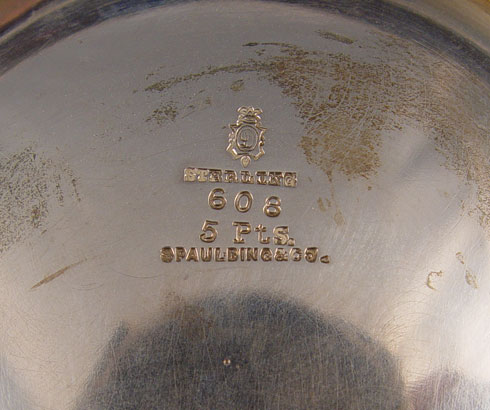 STERLING
608
5 Pts.
SPAULDING & CO.